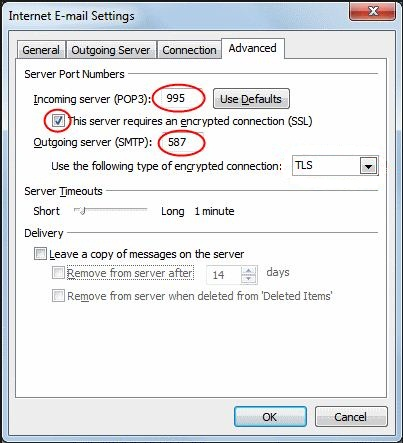 Internet E-mail Settings
General Outgoing Server Connection Advanced
Server Port Numbers
Incoming server (POP3): 995 Use Defaults
This server requires an encrypted connection (SSL)
Outgoing server (SMTP): 587
Use the following type of encrypted connection: TLS
Server Timeouts
Short Long 1 minute
Delivery
Leave a copy of messages on the server
Remove from server after 14 days
Remove from server when deleted from 'Deleted Items'
OK Cancel